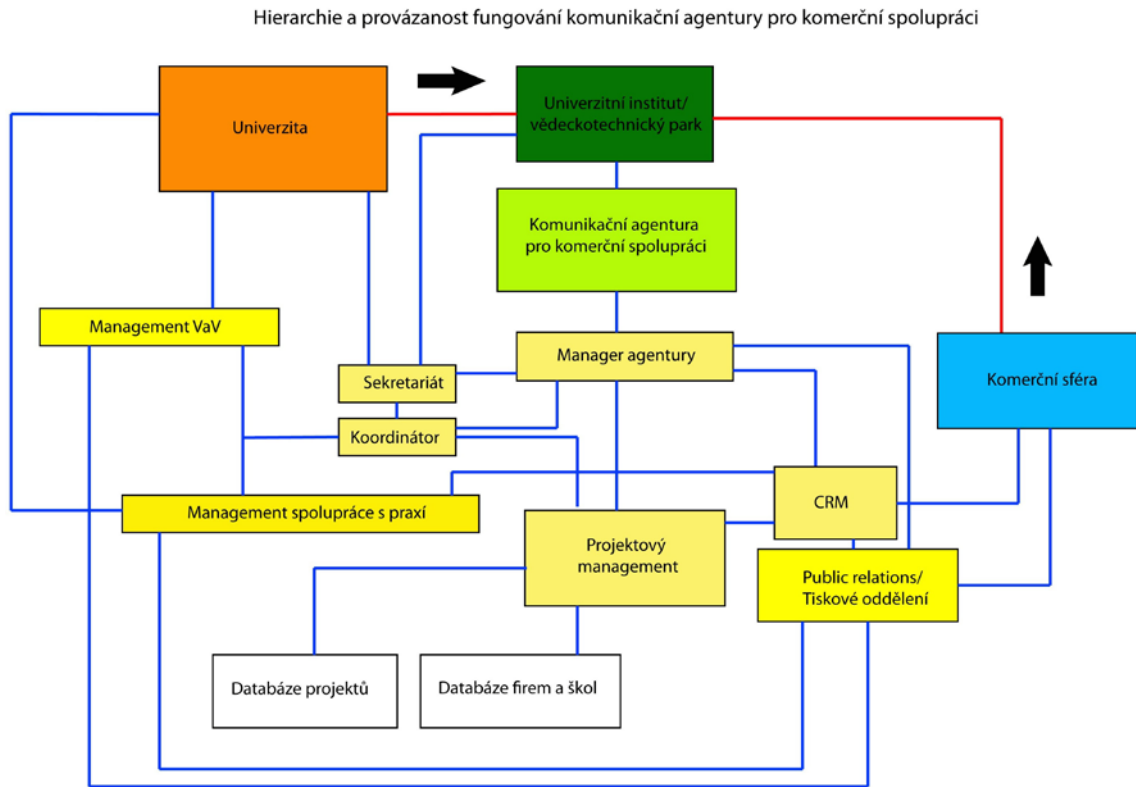 Hierarchie a provázanost fungování komunikační agentury pro komerční spolupráci
Univerzita
Univerzitní institut/
vědeckotechnický park
Komunikační agentura
pro komerční spolupráci
Management VaV
Manager agentury
Sekretariát
Komerční sféra
Koordinátor
CRM
Management spolupráce s praxí
Projektový
management
Public relations/
Tiskové oddělení
Databáze projektů
Databáze firem a škol